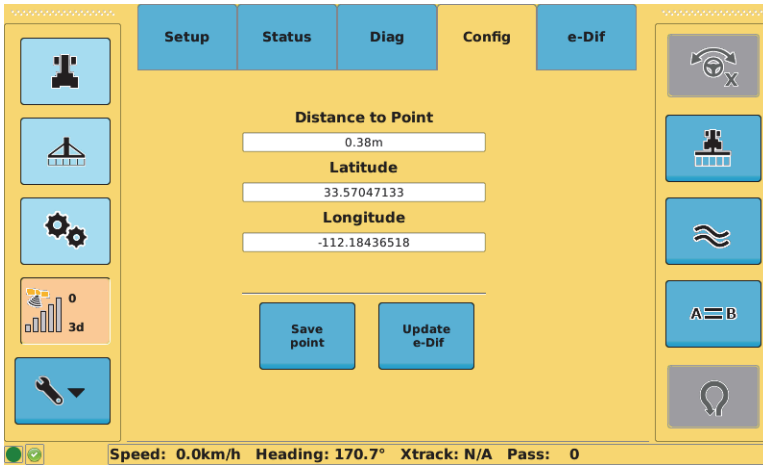 Setup Status Diag Config e-Dif
Distance to Point
0.38m
Latitude
33.57047133
Longitude
-112.18436518
0
3d
Save
point
Update
e-Dif
X
A=B
Speed: 0.0km/h Heading: 170.7° Xtrack: N/A Pass: 0